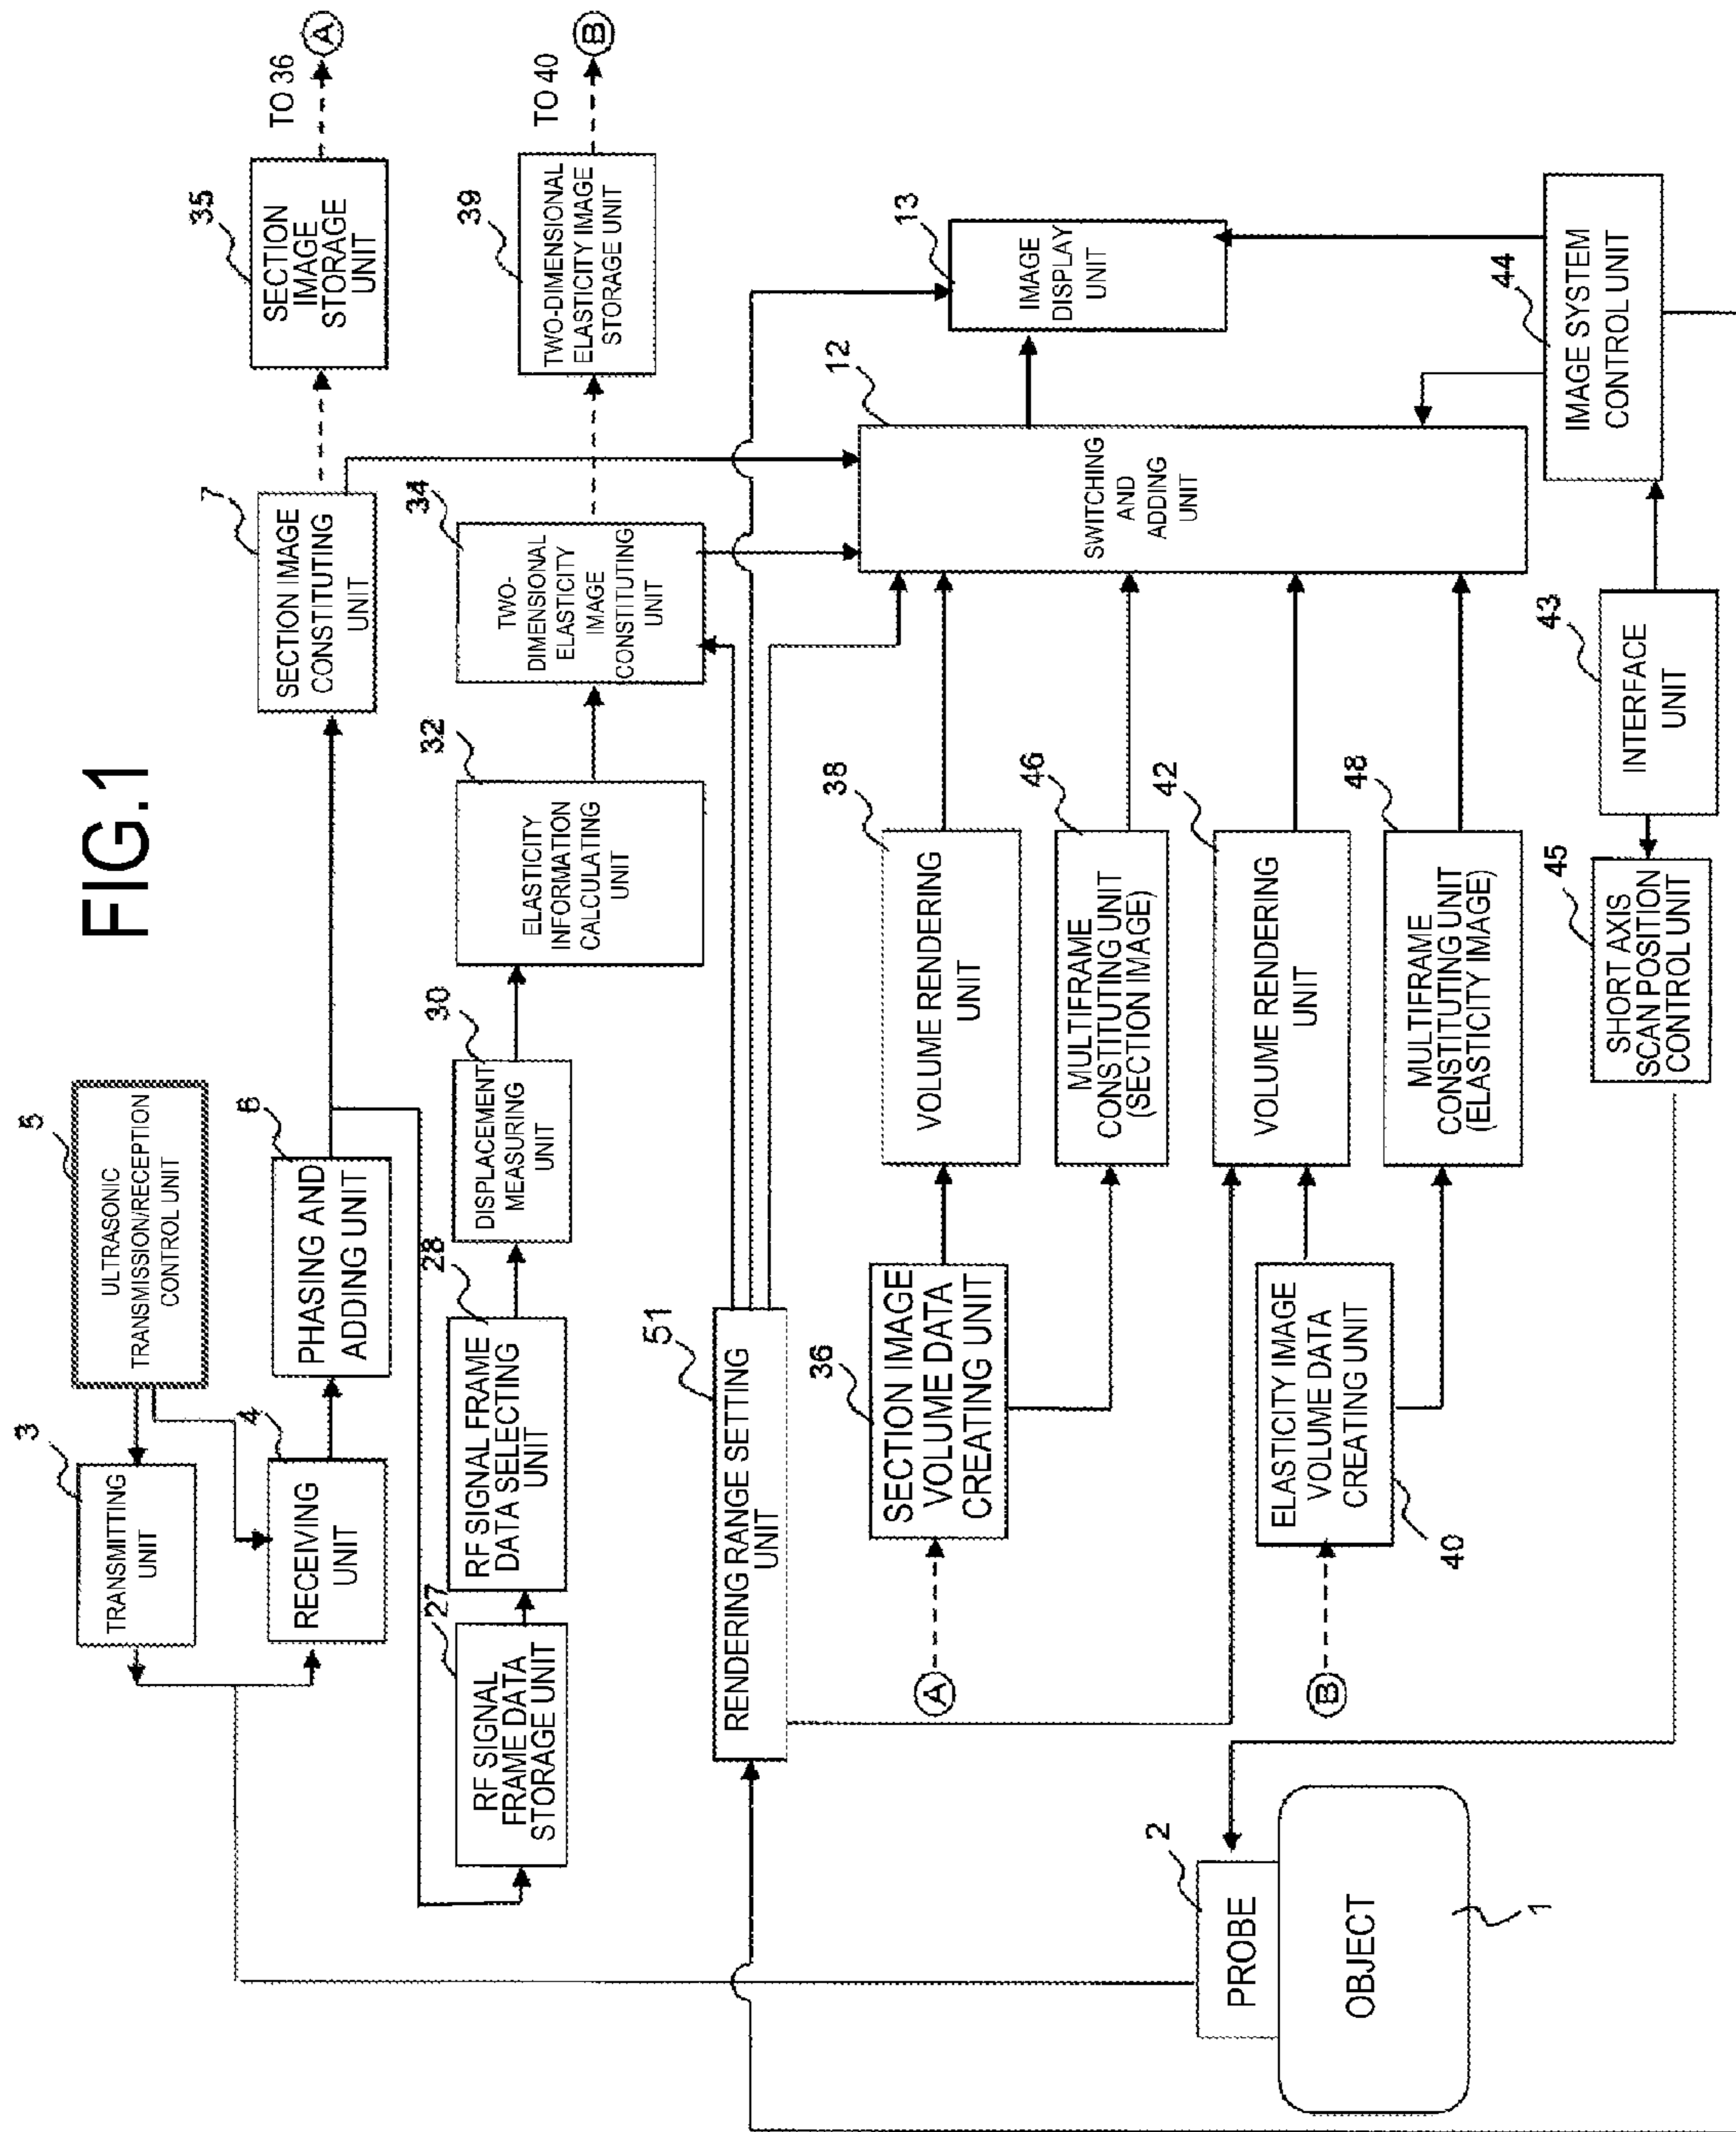 FIG.1
5
ULTRASONIC
TRANSMISSION/RECEPTION
CONTROL UNIT
3
TRANSMITTING
UNIT
4
RECEIVING
UNIT
6
PHASING AND
ADDING UNIT
7
SECTION IMAGE
CONSTITUTING
UNIT
35
SECTION
IMAGE
STORAGE
UNIT
TO 36
A
27
RF SIGNAL
FRAME DATA
STORAGE UNIT
28
RF SIGNAL FRAME
DATA SELECTING
UNIT
30
DISPLACEMENT
MEASURING
UNIT
32
ELASTICITY
INFORMATION
CALCULATING
UNIT
34
TWO-
DIMENSIONAL
ELASTICITY
IMAGE
CONSTITUTING
UNIT
39
TWO-DIMENSIONAL
ELASTICITY IMAGE
STORAGE UNIT
TO 40
B
51
RENDERING RANGE SETTING
UNIT
A
36
SECTION IMAGE
VOLUME DATA
CREATING UNIT
38
VOLUME RENDERING
UNIT
46
MULTIFRAME
CONSTITUTING UNIT
(SECTION IMAGE)
12
SWITCHING
AND
ADDING
UNIT
13
IMAGE
DISPLAY
UNIT
B
ELASTICITY IMAGE
VOLUME DATA
CREATING UNIT
40
42
VOLUME RENDERING
UNIT
48
MULTIFRAME
CONSTITUTING UNIT
(ELASTICITY IMAGE)
2
PROBE
OBJECT
1
45
SHORT AXIS
SCAN POSITION
CONTROL UNIT
43
INTERFACE
UNIT
44
IMAGE SYSTEM
CONTROL UNIT